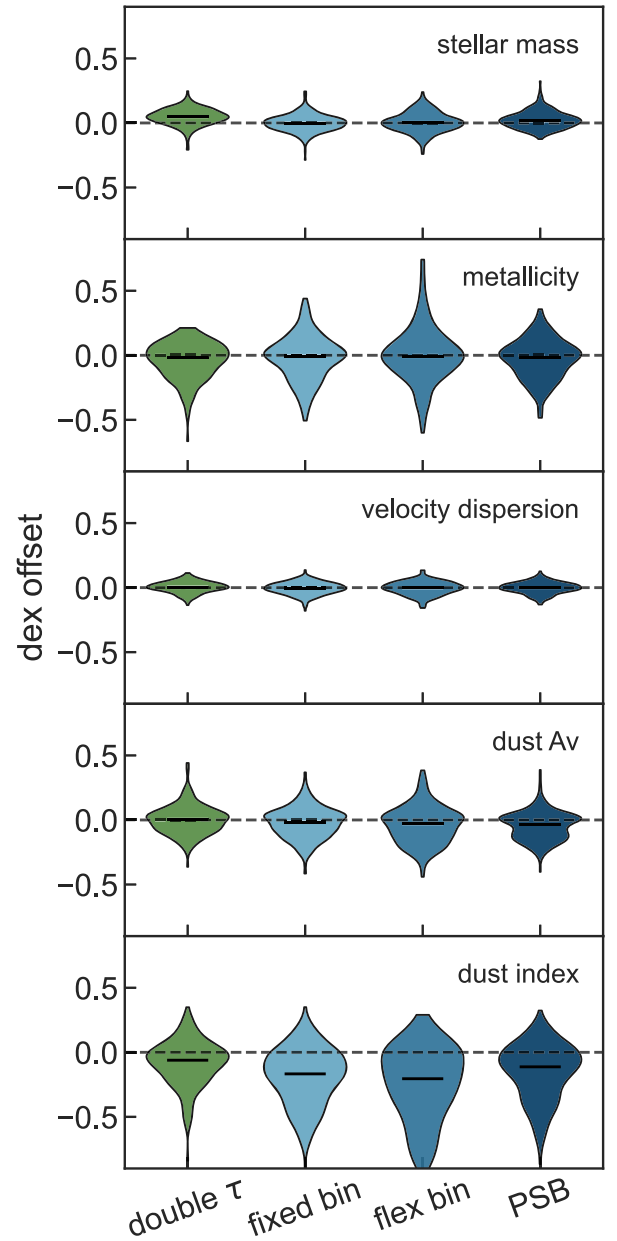 stellar mass
0.5
0.0
−0.5
metallicity
0.5
0.0
−0.5
velocity dispersion
0.5
0.0
−0.5
dex offset
dust Av
0.5
0.0
−0.5
dust index
0.5
0.0
−0.5
double τ
fixed bin
flex bin
PSB